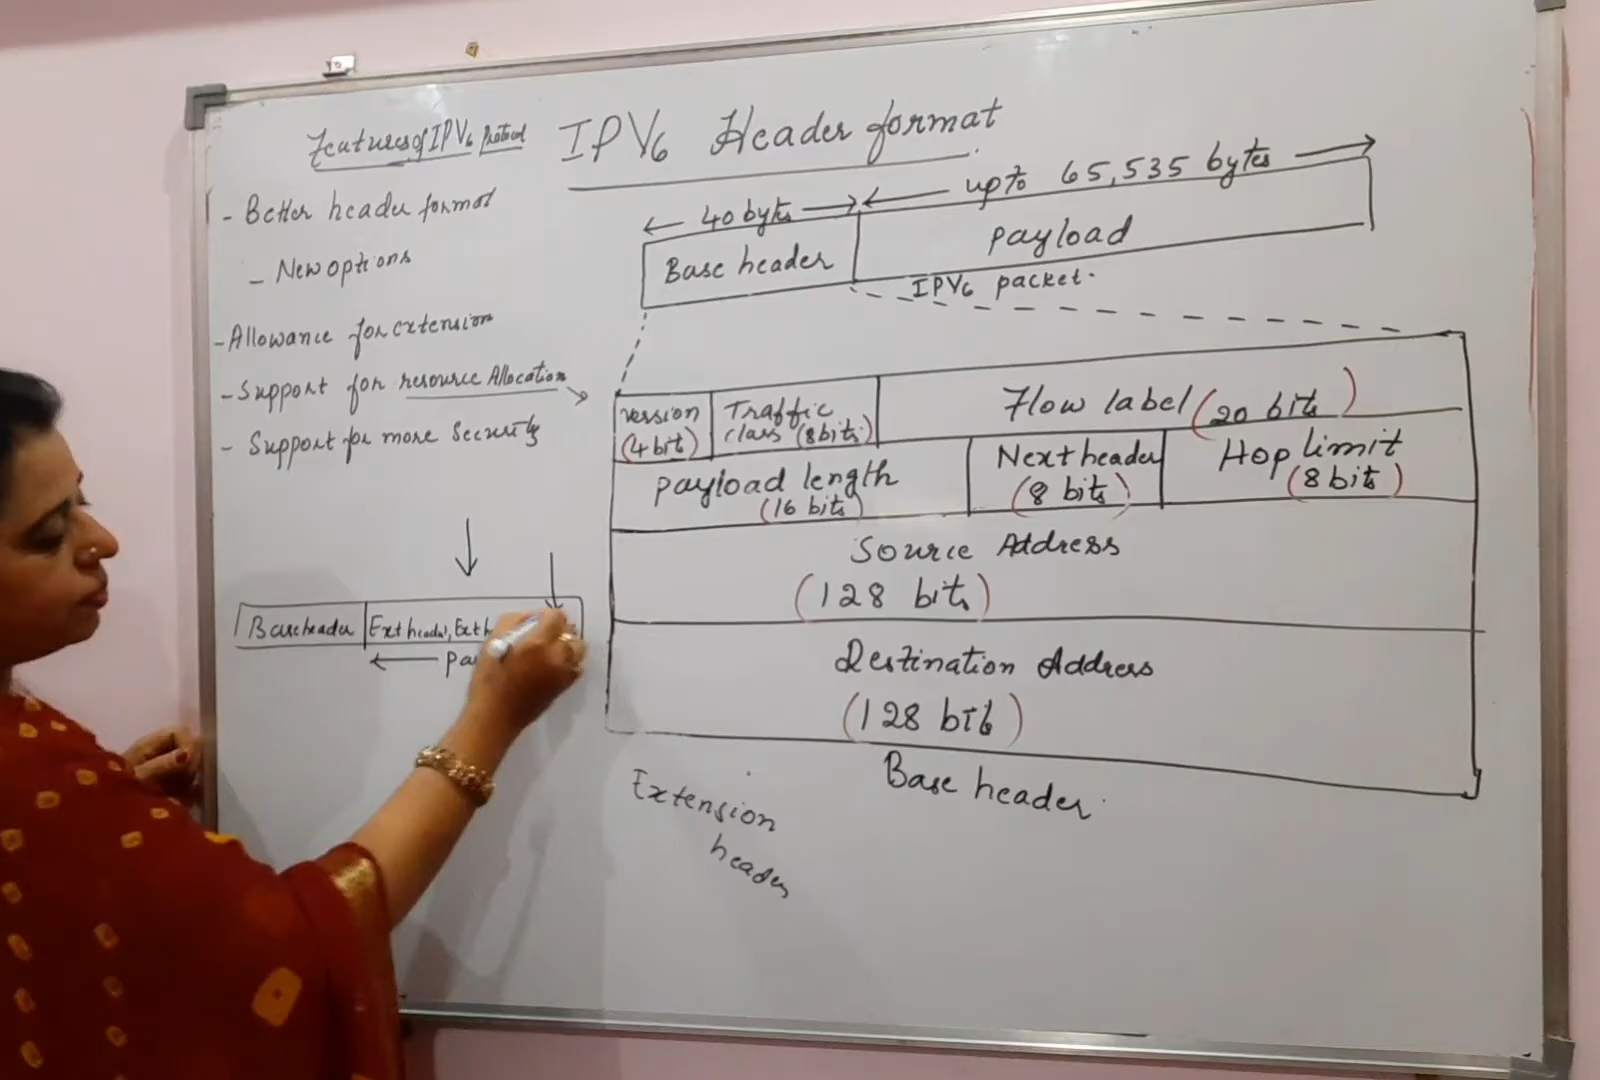 Features of IPV6 Protocol
IPV6 Header format
- Better header format
- New options
- Allowance for extension
- Support for resource Allocation
- Support for more Security
40 bytes
upto 65,535 bytes
Base header
payload
IPV6 packet.
version
(4 bit)
Traffic
class (8bits)
Flow label (20 bits)
payload length
(16 bits)
Next header
(8 bits)
Hop limit
(8 bits)
Source Address
(128 bits)
Destination Address
(128 bits)
Base header
Extension
header
Base header
Ext header, Ext